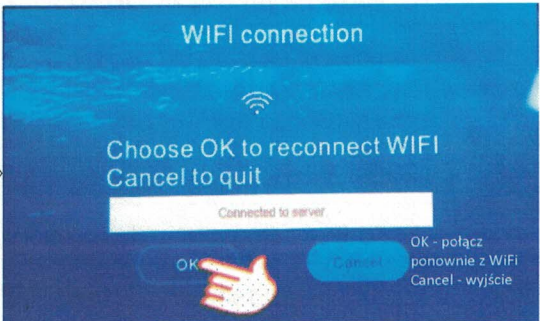 WIFI connection
Choose OK to reconnect WIFI
Cancel to quit
Connected to server
OK
Cancel
OK - połącz
ponownie z WiFi
Cancel - wyjście